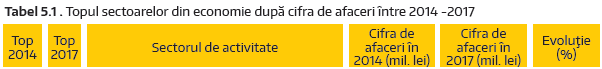 Tabel 5.1 . Topul sectoarelor din economie după cifra de afaceri între 2014 -2017
Top 2014
Top 2017
Sectorul de activitate
Cifra de afaceri în 2014 (mil. lei)
Cifra de afaceri în 2017 (mil. lei)
Evoluție (%)